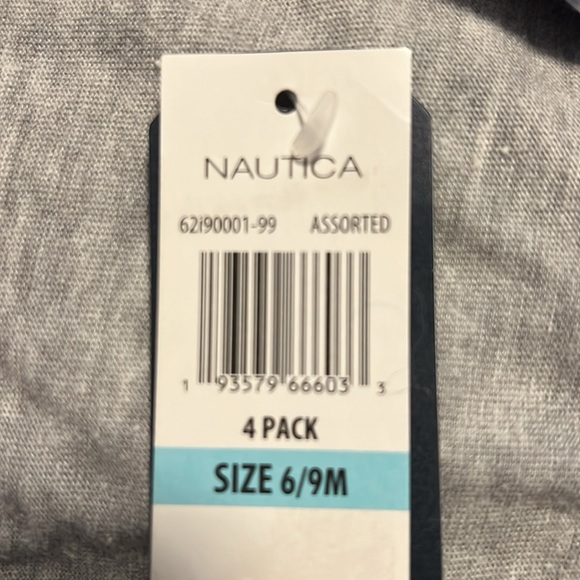 NAUTICA
62i90001-99 ASSORTED
1 93579 66603 3
4 PACK
SIZE 6/9M